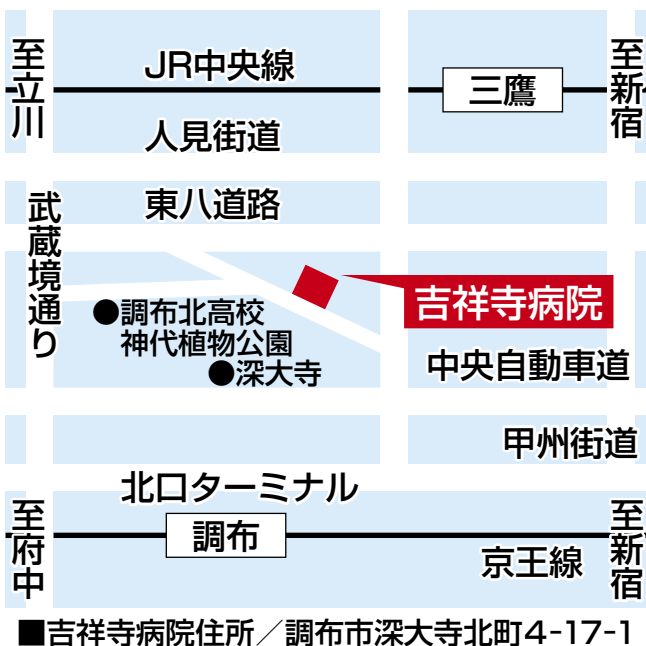 至立川
JR中央線
三鷹
至新宿
人見街道
東八道路
武蔵境通り
吉祥寺病院
●調布北高校
神代植物公園
●深大寺
中央自動車道
甲州街道
北口ターミナル
至府中
調布
京王線
至新宿
■吉祥寺病院住所／調布市深大寺北町4-17-1